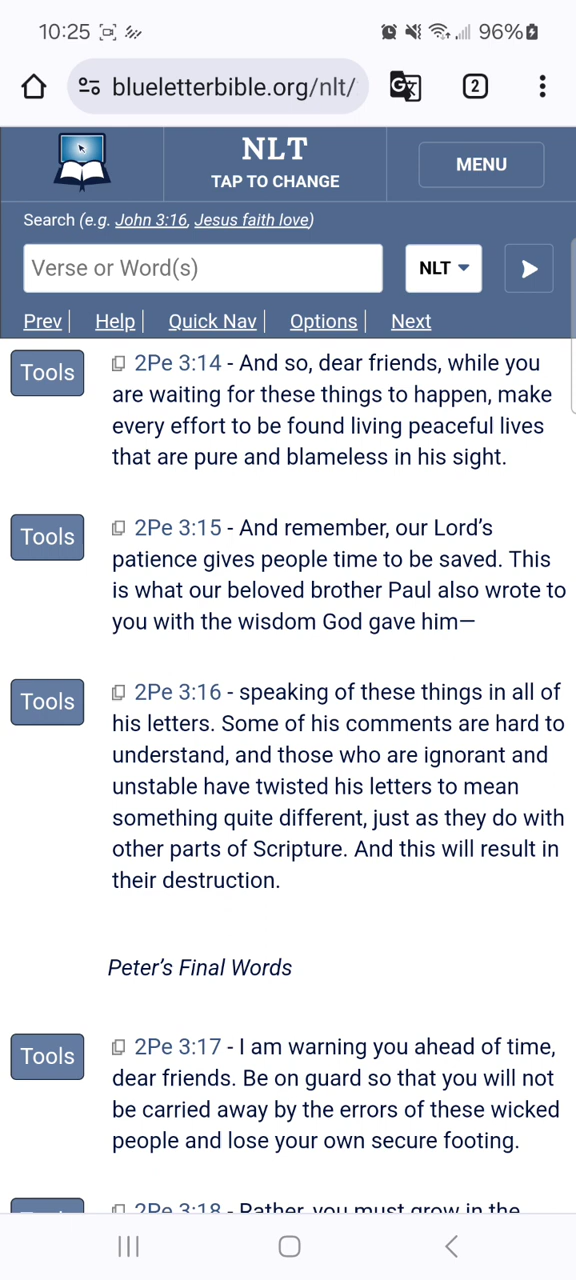 10:25
96%
blueletterbible.org/nlt/
2
NLT
TAP TO CHANGE
MENU
Search (e.g. John 3:16, Jesus faith love)
Verse or Word(s)
NLT
Prev
Help
Quick Nav
Options
Next
Tools
2Pe 3:14 - And so, dear friends, while you
are waiting for these things to happen, make
every effort to be found living peaceful lives
that are pure and blameless in his sight.
Tools
2Pe 3:15 - And remember, our Lord’s
patience gives people time to be saved. This
is what our beloved brother Paul also wrote to
you with the wisdom God gave him—
Tools
2Pe 3:16 - speaking of these things in all of
his letters. Some of his comments are hard to
understand, and those who are ignorant and
unstable have twisted his letters to mean
something quite different, just as they do with
other parts of Scripture. And this will result in
their destruction.
Peter’s Final Words
Tools
2Pe 3:17 - I am warning you ahead of time,
dear friends. Be on guard so that you will not
be carried away by the errors of these wicked
people and lose your own secure footing.
2Pe 3:18 - Rather, you must grow in the